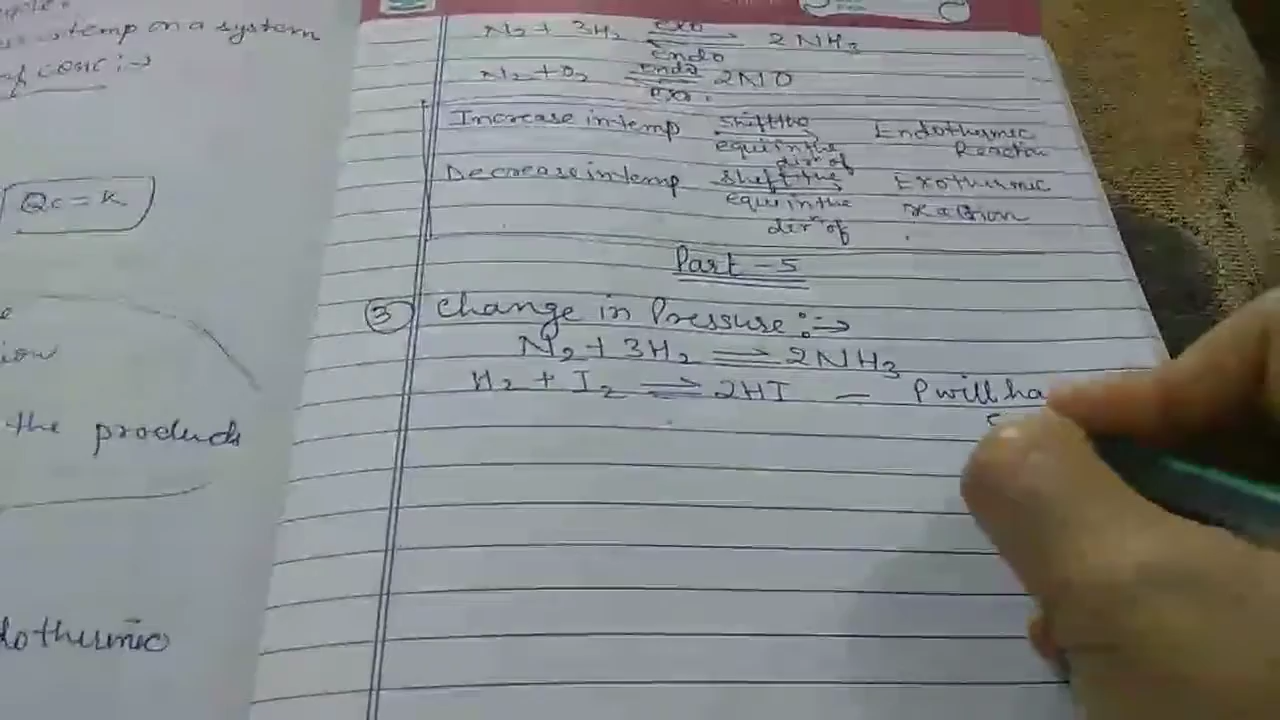 temp on a system
of conc :→
Qc = K
the products
dothermic
N₂ + 3H₂ exo ⇌ Endo 2NH₃
N₂ + O₂ Endo ⇌ exo. 2NO
Increase in temp shift the equi in the dirⁿ of Endothermic Reaction
Decrease in temp shift the equi in the dirⁿ of Exothermic reaction
Part - 5
③ Change in Pressure :→
N₂ + 3H₂ ⇌ 2NH₃
H₂ + I₂ ⇌ 2HI — P will ha